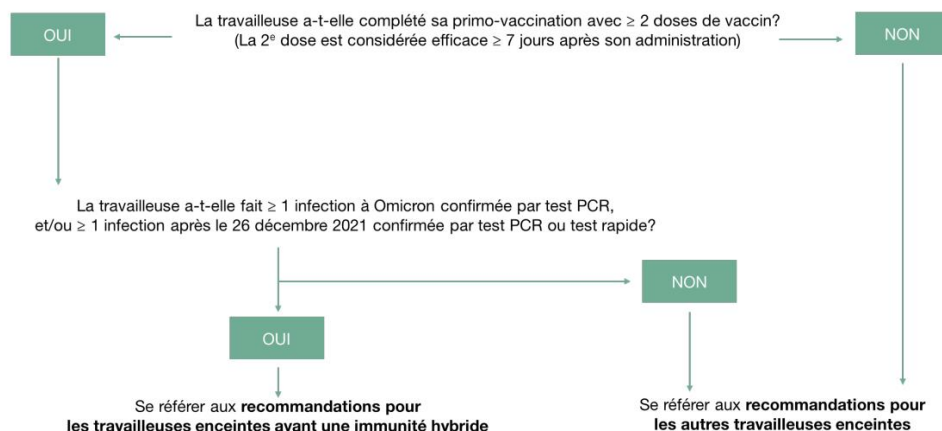 La travailleuse a-t-elle complété sa primo-vaccination avec ≥ 2 doses de vaccin?
(La 2e dose est considérée efficace ≥ 7 jours après son administration)
OUI
NON
La travailleuse a-t-elle fait ≥ 1 infection à Omicron confirmée par test PCR,
et/ou ≥ 1 infection après le 26 décembre 2021 confirmée par test PCR ou test rapide?
NON
OUI
Se référer aux recommandations pour
les travailleuses enceintes ayant une immunité hybride
Se référer aux recommandations pour
les autres travailleuses enceintes